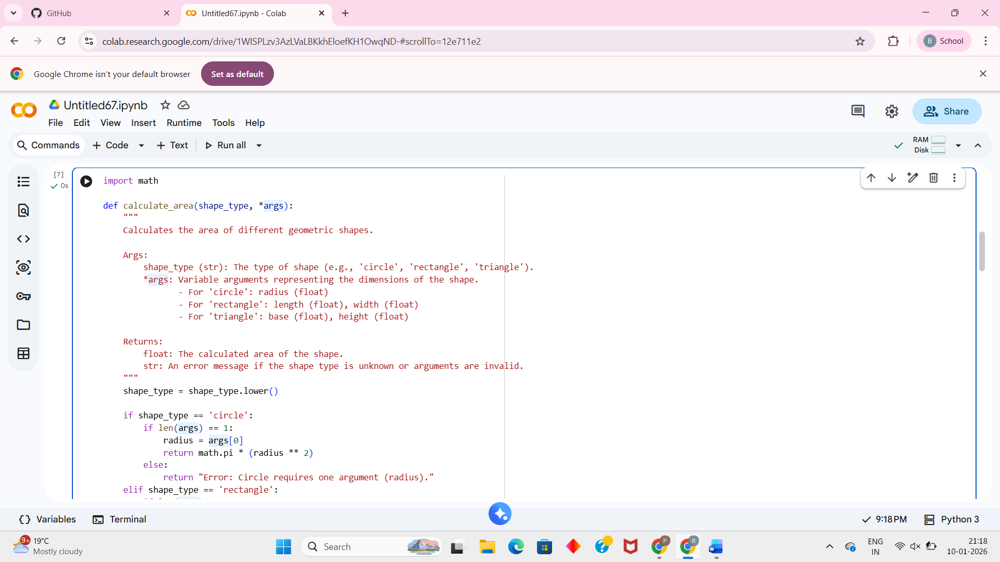 GitHub
Untitled67.ipynb - Colab
colab.research.google.com/drive/1WISPLzv3AzLVaLBKkhEloefKH1OwqND-#scrollTo=12e711e2
B School
Google Chrome isn't your default browser
Set as default
Untitled67.ipynb
File Edit View Insert Runtime Tools Help
Share
Commands + Code + Text Run all
RAM
Disk
[7]
0s
import math
def calculate_area(shape_type, *args):
"""
Calculates the area of different geometric shapes.
Args:
shape_type (str): The type of shape (e.g., 'circle', 'rectangle', 'triangle').
*args: Variable arguments representing the dimensions of the shape.
- For 'circle': radius (float)
- For 'rectangle': length (float), width (float)
- For 'triangle': base (float), height (float)
Returns:
float: The calculated area of the shape.
str: An error message if the shape type is unknown or arguments are invalid.
"""
shape_type = shape_type.lower()
if shape_type == 'circle':
if len(args) == 1:
radius = args[0]
return math.pi * (radius ** 2)
else:
return "Error: Circle requires one argument (radius)."
elif shape_type == 'rectangle':
{} Variables
Terminal
9:18 PM
Python 3
9+
19°C
Mostly cloudy
Search
P
B
W
ENG
IN
21:18
10-01-2026